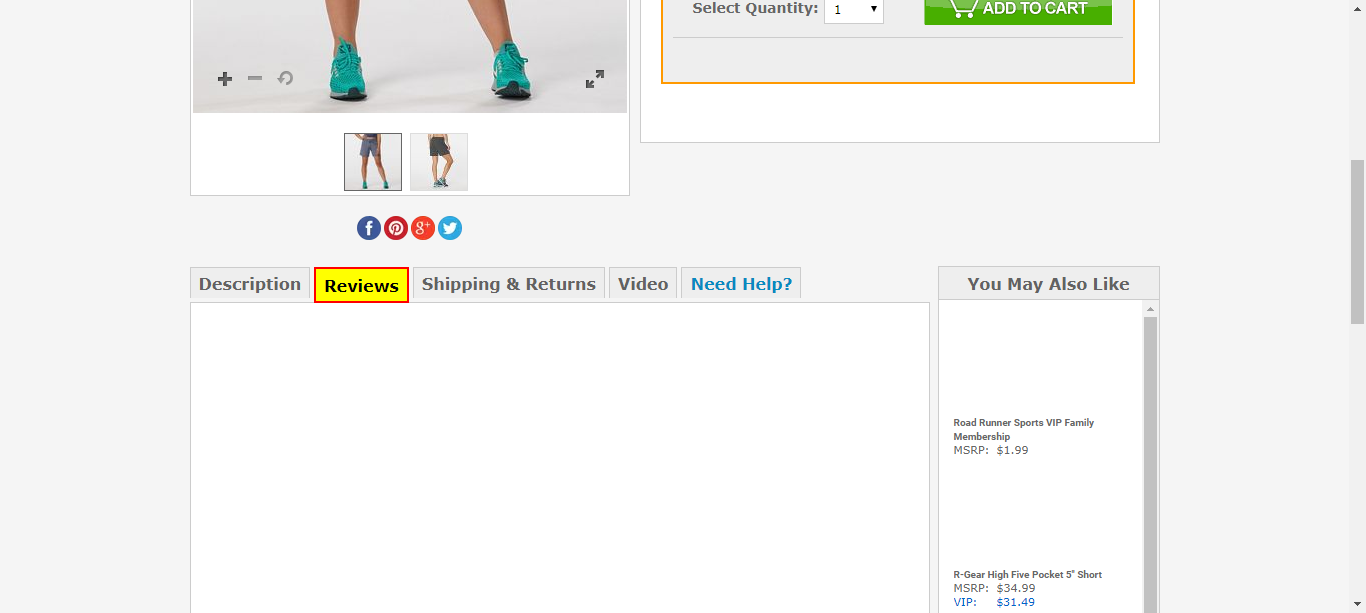 Select Quantity: 1
ADD TO CART
f
g+
Description
Reviews
Shipping & Returns
Video
Need Help?
You May Also Like
Road Runner Sports VIP Family
Membership
MSRP: $1.99
R-Gear High Five Pocket 5" Short
MSRP: $34.99
VIP: $31.49